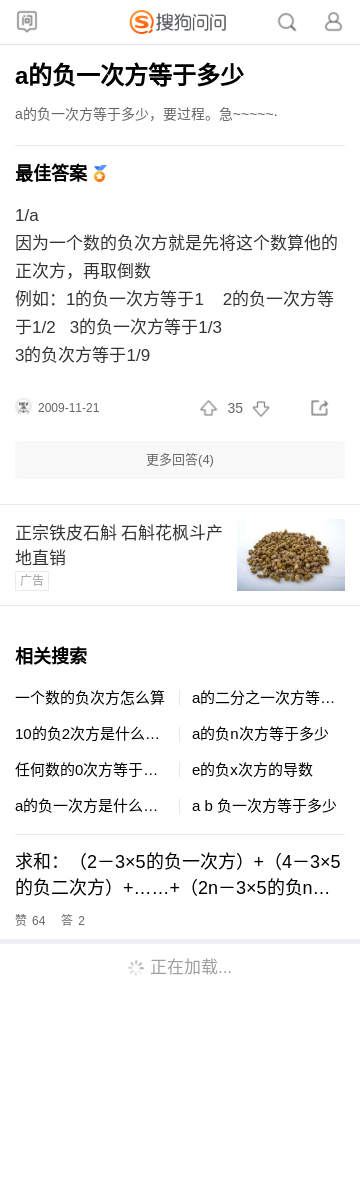 问
搜狗问问
a的负一次方等于多少
a的负一次方等于多少，要过程。急~~~~~·
最佳答案
1/a
因为一个数的负次方就是先将这个数算他的
正次方，再取倒数
例如：1的负一次方等于1    2的负一次方等
于1/2   3的负一次方等于1/3
3的负次方等于1/9
2009-11-21 35
更多回答(4)
正宗铁皮石斛 石斛花枫斗产
地直销
广告
相关搜索
一个数的负次方怎么算 a的二分之一次方等…
10的负2次方是什么… a的负n次方等于多少
任何数的0次方等于… e的负x次方的导数
a的负一次方是什么… a b 负一次方等于多少
求和：（2－3×5的负一次方）+（4－3×5
的负二次方）+……+（2n－3×5的负n…
赞 64 答 2
正在加载...